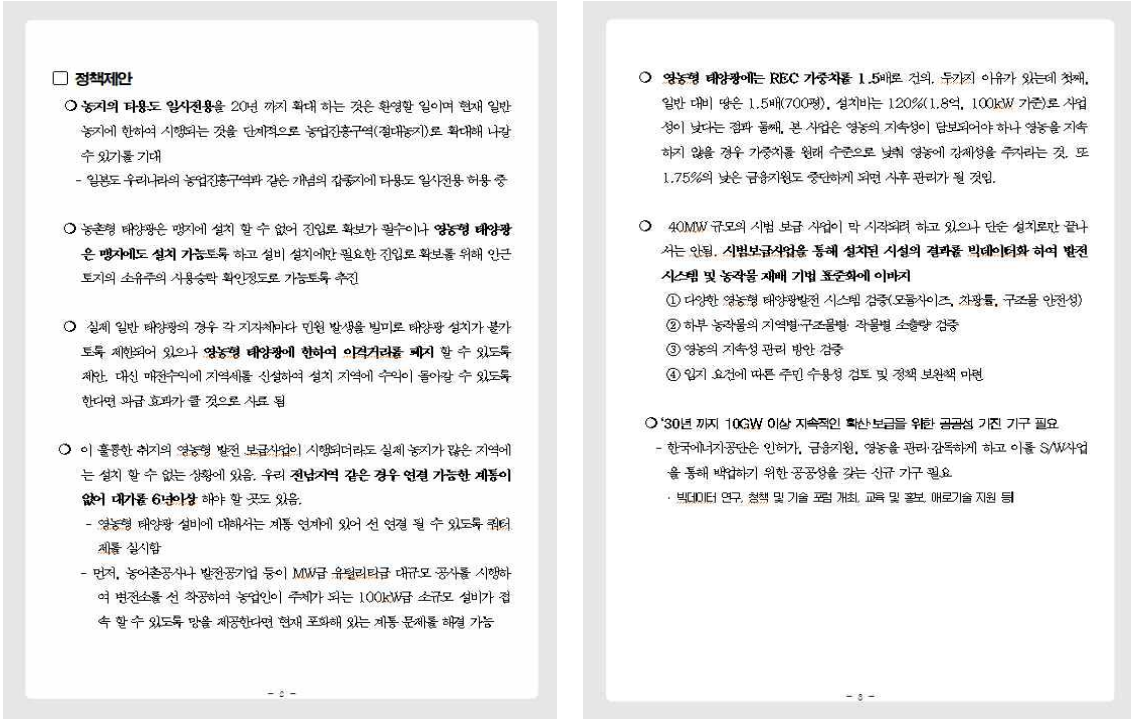 □ 정책제안
❍ 농지의 타용도 일시전용을 20년 까지 확대 하는 것은 환영할 일이며 현재 일반
농지에 한하여 시행되는 것을 단계적으로 농업진흥구역(절대농지)로 확대해 나갈
수 있기를 기대
- 일본도 우리나라의 농업진흥구역과 같은 개념의 갑종지에 타용도 일시전용 허용 중
❍ 농촌형 태양광은 맹지에 설치 할 수 없어 진입로 확보가 필수이나 영농형 태양광
은 맹지에도 설치 가능토록 하고 설비 설치에만 필요한 진입로 확보를 위해 인근
토지의 소유주의 사용승락 확인정도로 가능토록 추진
❍ 실제 일반 태양광의 경우 각 지자체마다 민원 발생을 빌미로 태양광 설치가 불가
토록 제한되어 있으나 영농형 태양광에 한하여 이격거리를 폐지 할 수 있도록
제안. 대신 매전수익에 지역세를 신설하여 설치 지역에 수익이 돌아갈 수 있도록
한다면 파급 효과가 클 것으로 사료 됨
❍ 이 훌륭한 취지의 영농형 발전 보급사업이 시행되더라도 실제 농지가 많은 지역에
는 설치 할 수 없는 상황에 있음. 우리 전남지역 같은 경우 연결 가능한 계통이
없어 대기를 6년이상 해야 할 곳도 있음.
- 영농형 태양광 설비에 대해서는 계통 연계에 있어 선 연결 될 수 있도록 쿼터
제를 실시함
- 먼저, 농어촌공사나 발전공기업 등이 MW급 유틸리티급 대규모 공사를 시행하
여 변전소를 선 착공하여 농업인이 주체가 되는 100kW급 소규모 설비가 접
속 할 수 있도록 망을 제공한다면 현재 포화해 있는 계통 문제를 해결 가능
❍ 영농형 태양광에는 REC 가중치를 1.5배로 건의. 두가지 이유가 있는데 첫째,
일반 대비 땅은 1.5배(700평), 설치비는 120%(1.8억, 100kW 기준)로 사업
성이 낮다는 점과 둘째, 본 사업은 영농의 지속성이 담보되어야 하나 영농을 지속
하지 않을 경우 가중치를 원래 수준으로 낮춰 영농에 강제성을 주자라는 것. 또
1.75%의 낮은 금융지원도 중단하게 되면 사후 관리가 될 것임.
❍ 40MW 규모의 시범 보급 사업이 막 시작되려 하고 있으나 단순 설치로만 끝나
서는 안됨. 시범보급사업을 통해 설치된 시설의 결과를 빅데이터화 하여 발전
시스템 및 농작물 재배 기법 표준화에 이바지
① 다양한 영농형 태양광발전 시스템 검증(모듈사이즈, 차광률, 구조물 안전성)
② 하부 농작물의 지역별·구조물별· 작물별 소출량 검증
③ 영농의 지속성 관리 방안 검증
④ 입지 요건에 따른 주민 수용성 검토 및 정책 보완책 마련
❍ '30년 까지 10GW 이상 지속적인 확산·보급을 위한 공공성 가진 기구 필요
- 한국에너지공단은 인허가, 금융지원, 영농을 관리·감독하게 하고 이를 S/W사업
을 통해 백업하기 위한 공공성을 갖는 신규 기구 필요
· 빅데이터 연구, 정책 및 기술 포럼 개최, 교육 및 홍보, 애로기술 지원 등